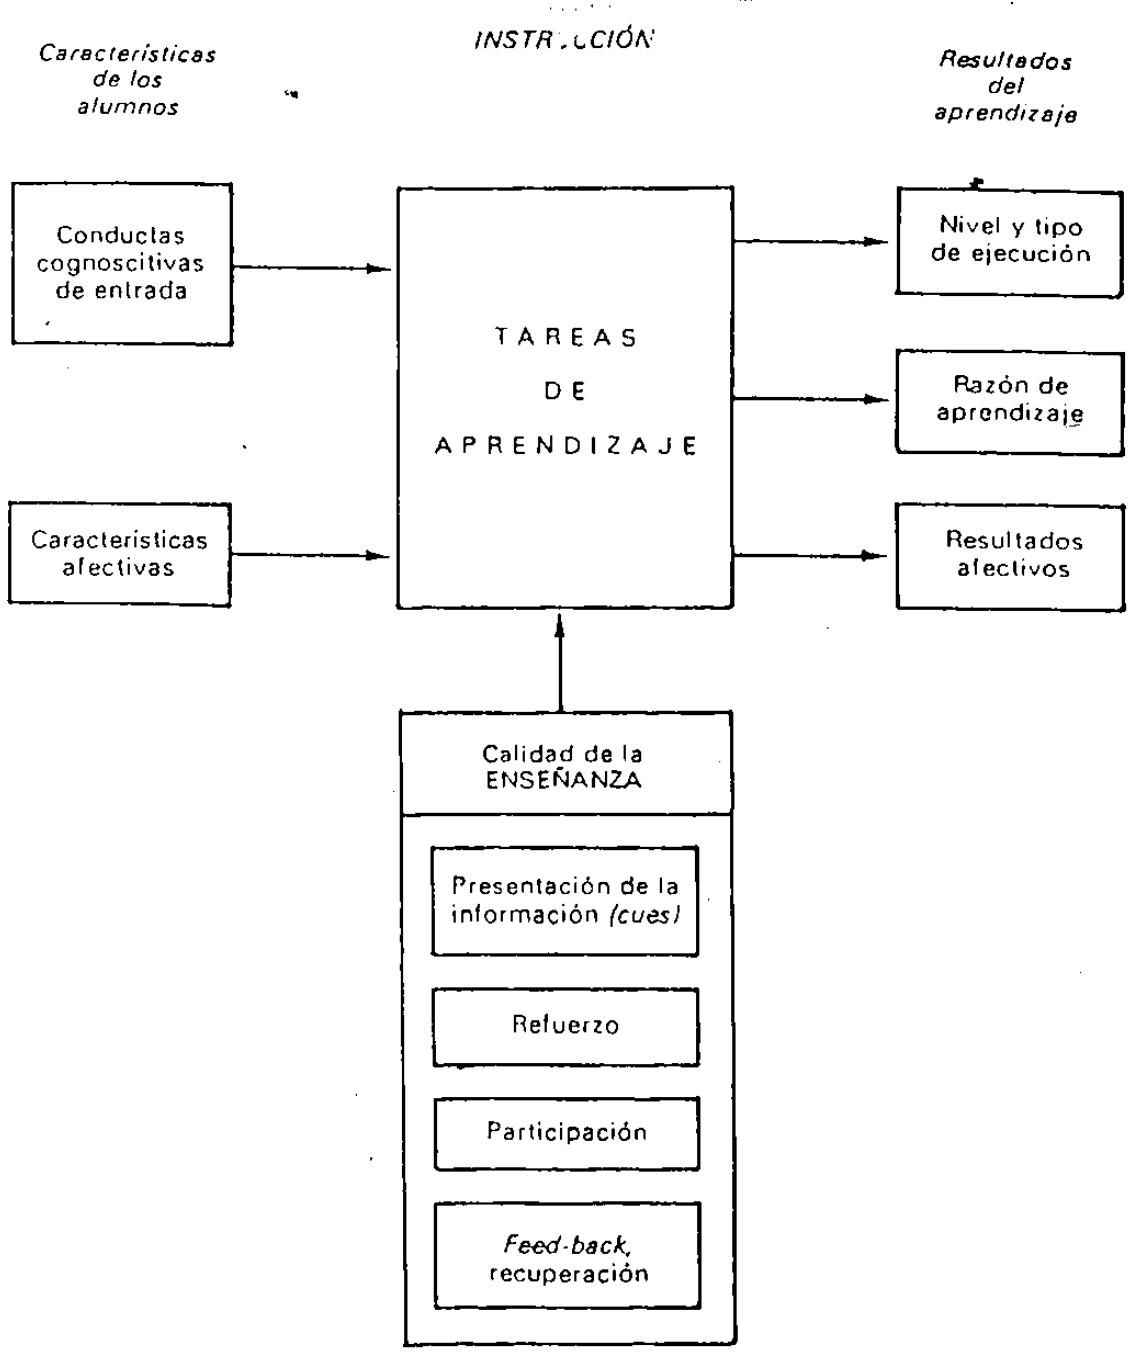 Características
de los
alumnos
INSTRUCCIÓN
Resultados
del
aprendizaje
Conductas
cognoscitivas
de entrada
Características
afectivas
TAREAS
DE
APRENDIZAJE
Nivel y tipo
de ejecución
Razón de
aprendizaje
Resultados
afectivos
Calidad de la
ENSEÑANZA
Presentación de la
información (cues)
Refuerzo
Participación
Feed-back,
recuperación